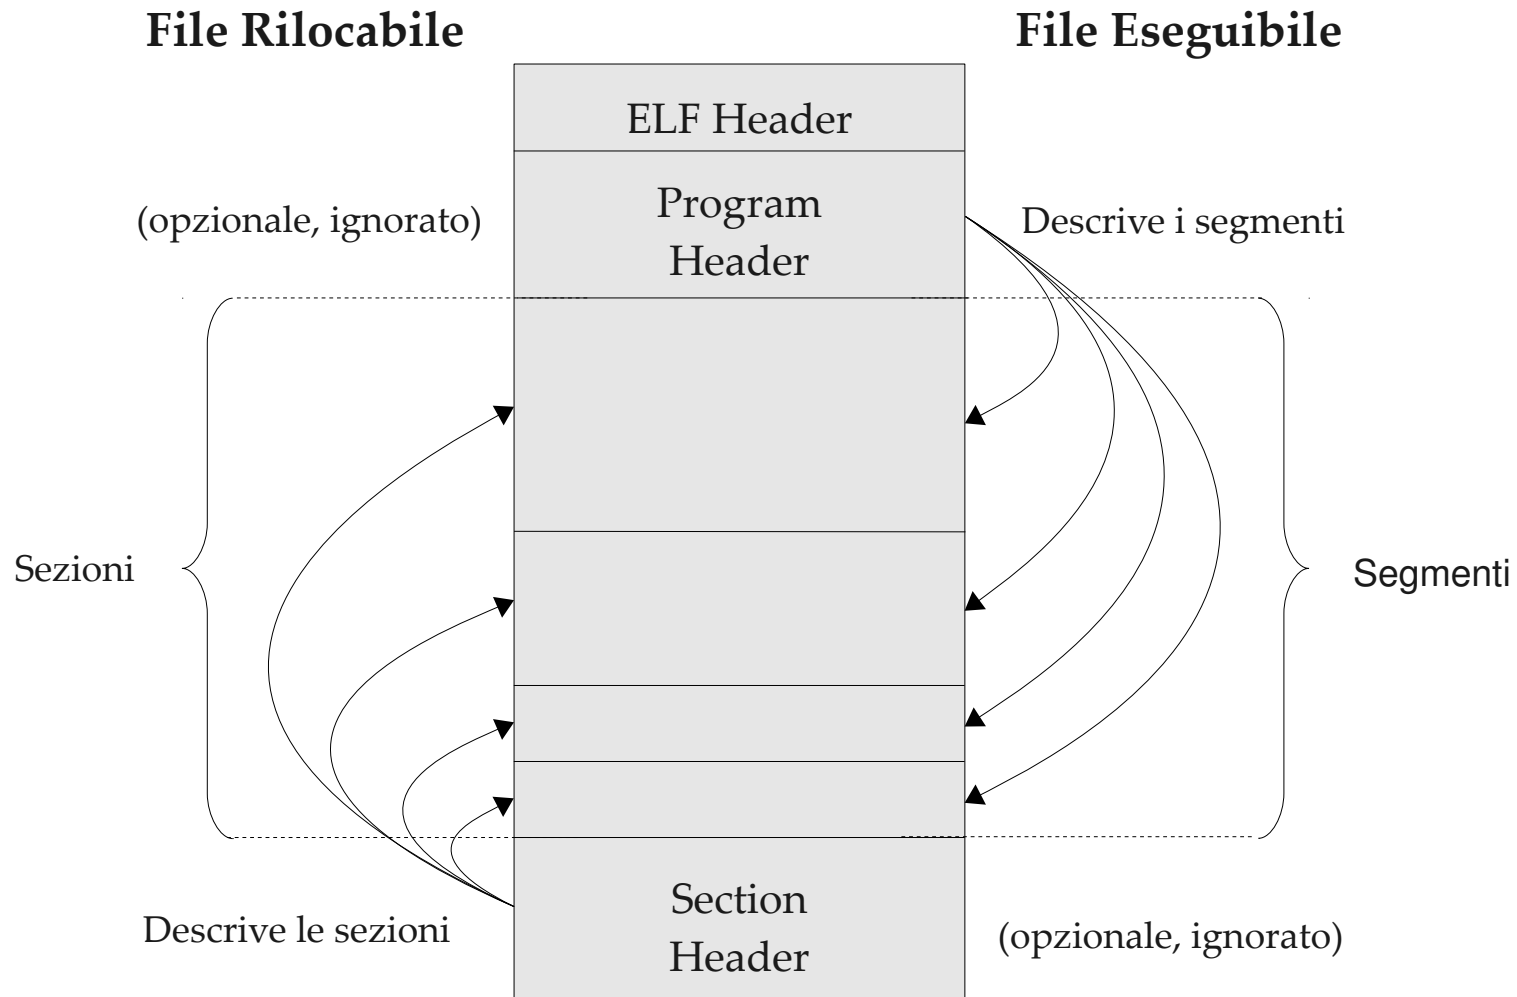 File Rilocabile
File Eseguibile
ELF Header
(opzionale, ignorato)
Program
Header
Descrive i segmenti
Sezioni
Segmenti
Descrive le sezioni
Section
Header
(opzionale, ignorato)